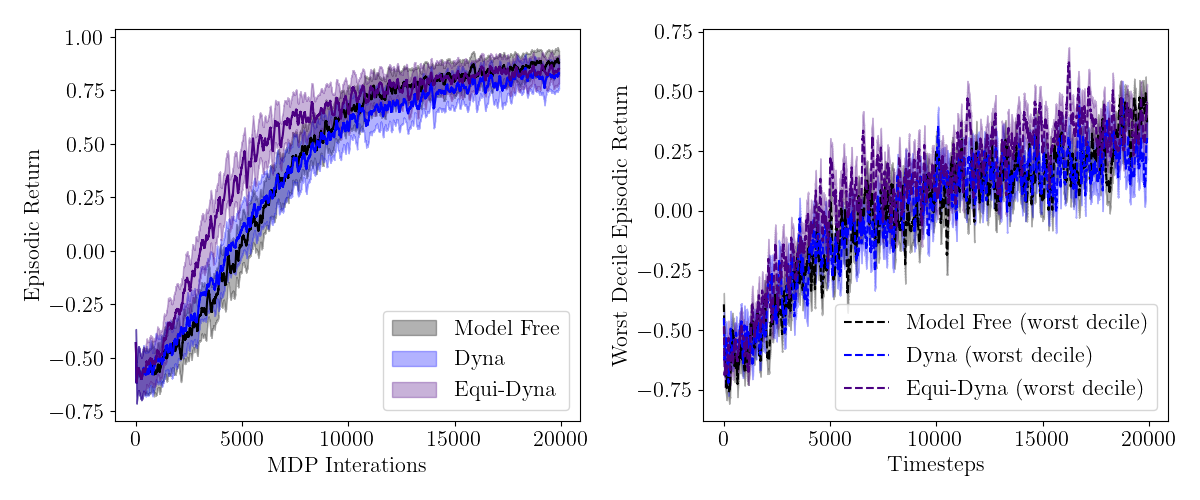 Episodic Return
1.00
0.75
0.50
0.25
0.00
−0.25
−0.50
−0.75
0
5000
10000
15000
20000
MDP Interations
Model Free
Dyna
Equi-Dyna
Worst Decile Episodic Return
0.75
0.50
0.25
0.00
−0.25
−0.50
−0.75
0
5000
10000
15000
20000
Timesteps
Model Free (worst decile)
Dyna (worst decile)
Equi-Dyna (worst decile)